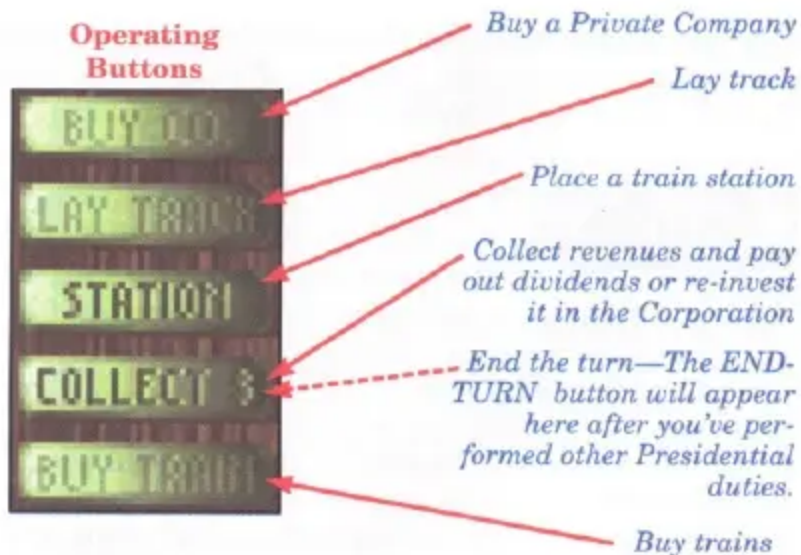 Operating
Buttons
BUY CO.
LAY TRACK
STATION
COLLECT $
BUY TRAIN
Buy a Private Company
Lay track
Place a train station
Collect revenues and pay
out dividends or re-invest
it in the Corporation
End the turn—The END-
TURN button will appear
here after you've per-
formed other Presidential
duties.
Buy trains